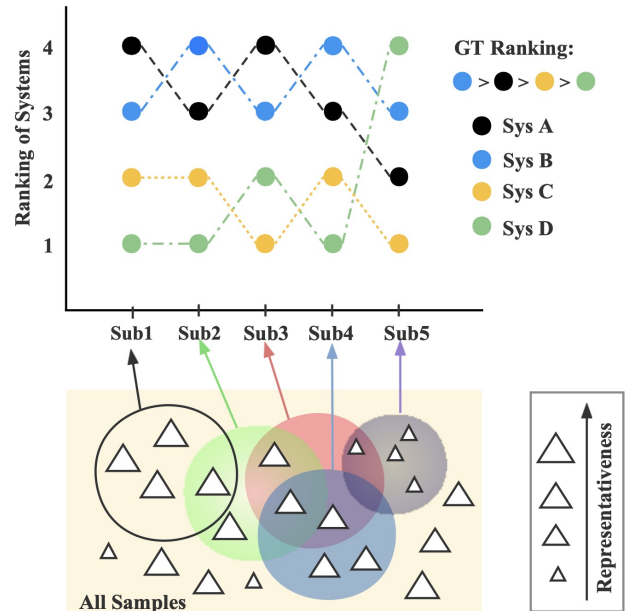 4
3
2
1
Ranking of Systems
GT Ranking:
> > >
Sys A
Sys B
Sys C
Sys D
Sub1 Sub2 Sub3 Sub4 Sub5
Representativeness
All Samples